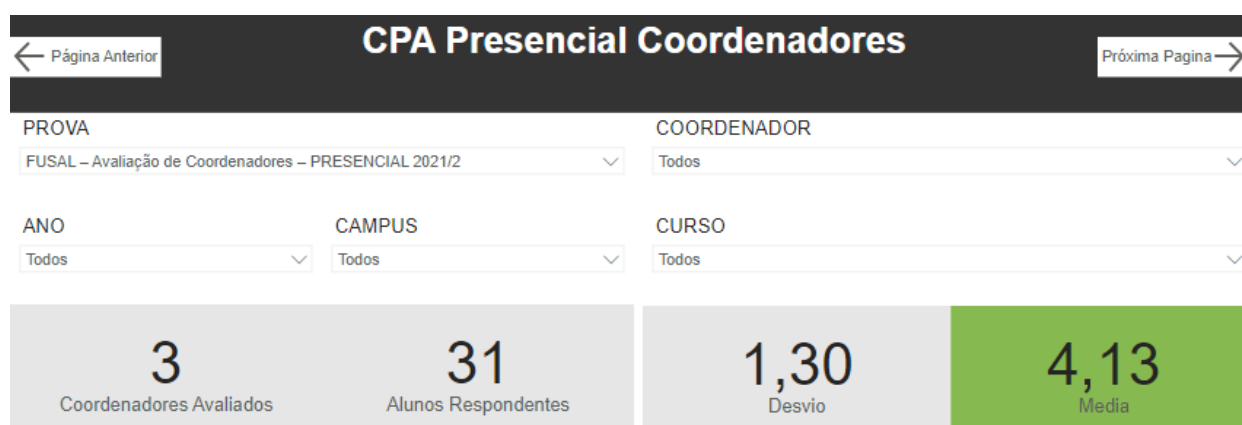 CPA Presencial Coordenadores
Página Anterior
Próxima Pagina
PROVA
FUSAL – Avaliação de Coordenadores – PRESENCIAL 2021/2
COORDENADOR
Todos
ANO
Todos
CAMPUS
Todos
CURSO
Todos
3
Coordenadores Avaliados
31
Alunos Respondentes
1,30
Desvio
4,13
Media